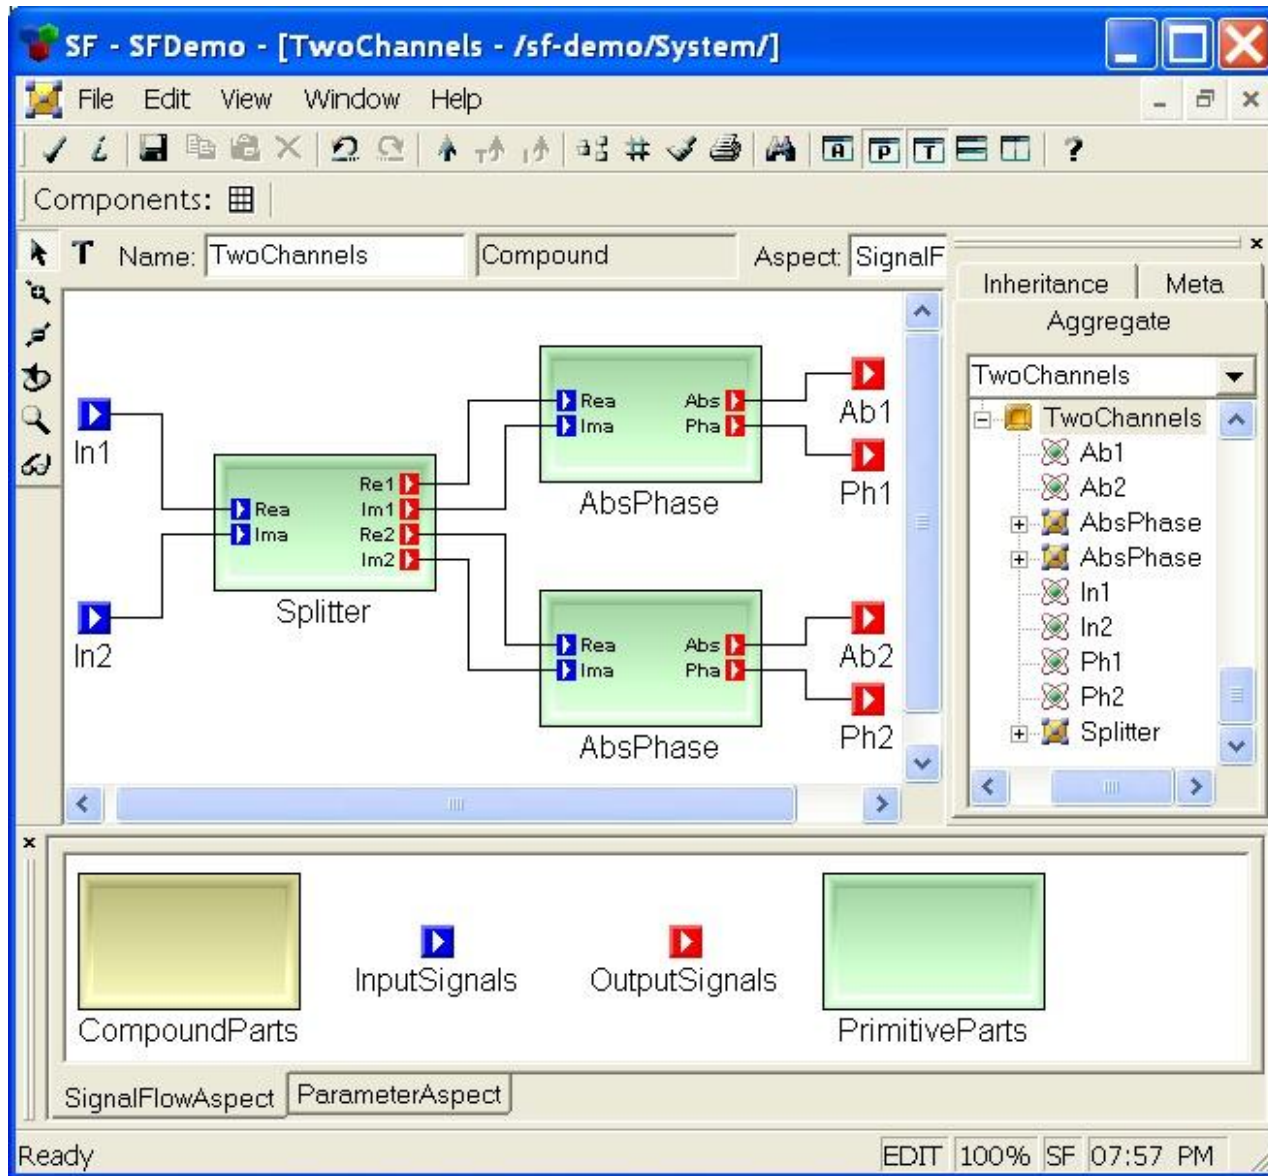 SF - SFDemo - [TwoChannels - /sf-demo/System/]
File Edit View Window Help
A P T ?
Components:
T Name: TwoChannels Compound Aspect: SignalF
Inheritance Meta
Aggregate
TwoChannels
TwoChannels
Ab1
Ab2
AbsPhase
AbsPhase
In1
In2
Ph1
Ph2
Splitter
In1
In2
Rea Re1
Ima Im1
Re2
Im2
Splitter
Rea Abs
Ima Pha
AbsPhase
Ab1
Ph1
Rea Abs
Ima Pha
AbsPhase
Ab2
Ph2
CompoundParts
InputSignals
OutputSignals
PrimitiveParts
SignalFlowAspect ParameterAspect
Ready EDIT 100% SF 07:57 PM